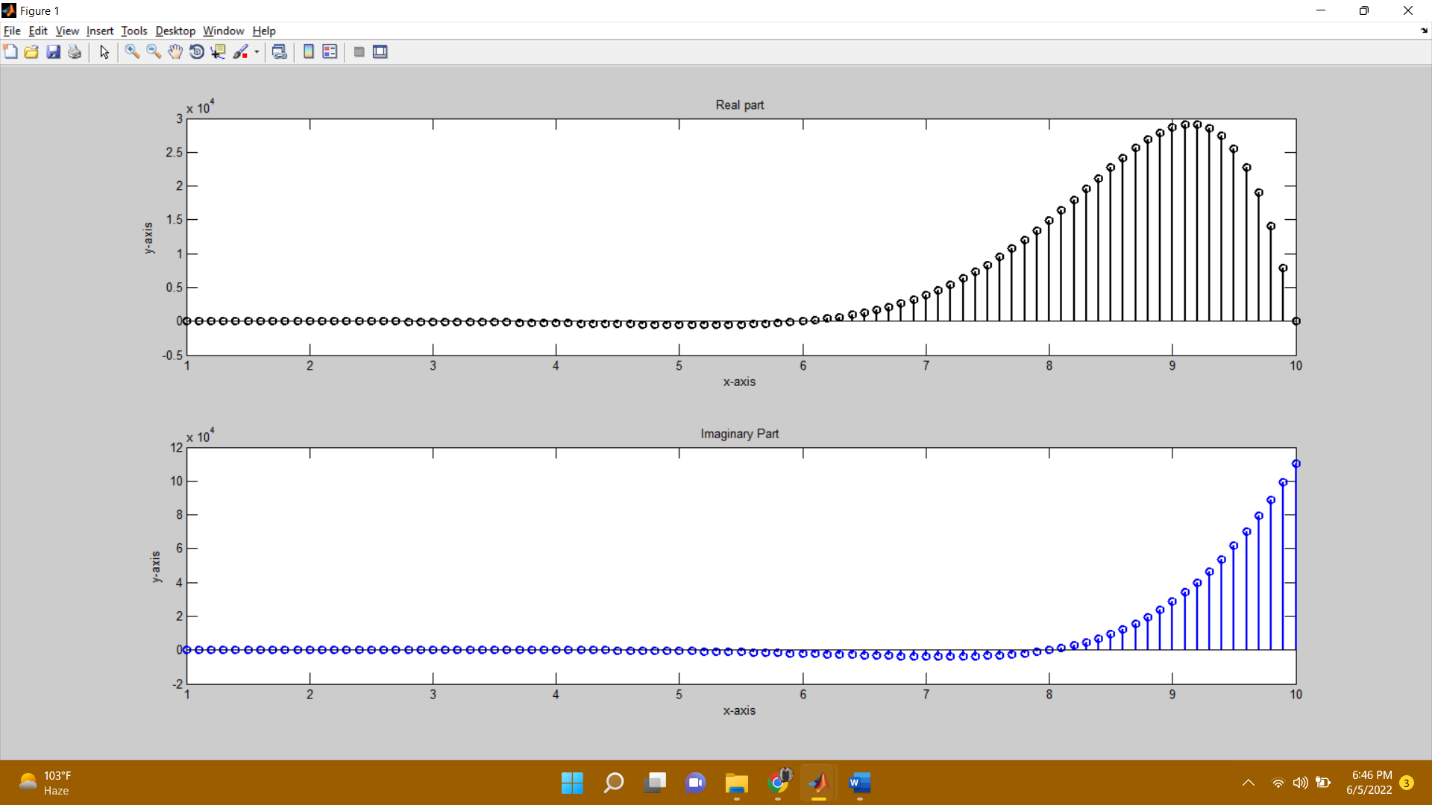 Figure 1
File Edit View Insert Tools Desktop Window Help
x 10^4
Real part
3
2.5
2
1.5
1
0.5
0
-0.5
y-axis
1 2 3 4 5 6 7 8 9 10
x-axis
x 10^4
Imaginary Part
12
10
8
6
4
2
0
-2
y-axis
1 2 3 4 5 6 7 8 9 10
x-axis
103°F
Haze
W
6:46 PM
6/5/2022
3